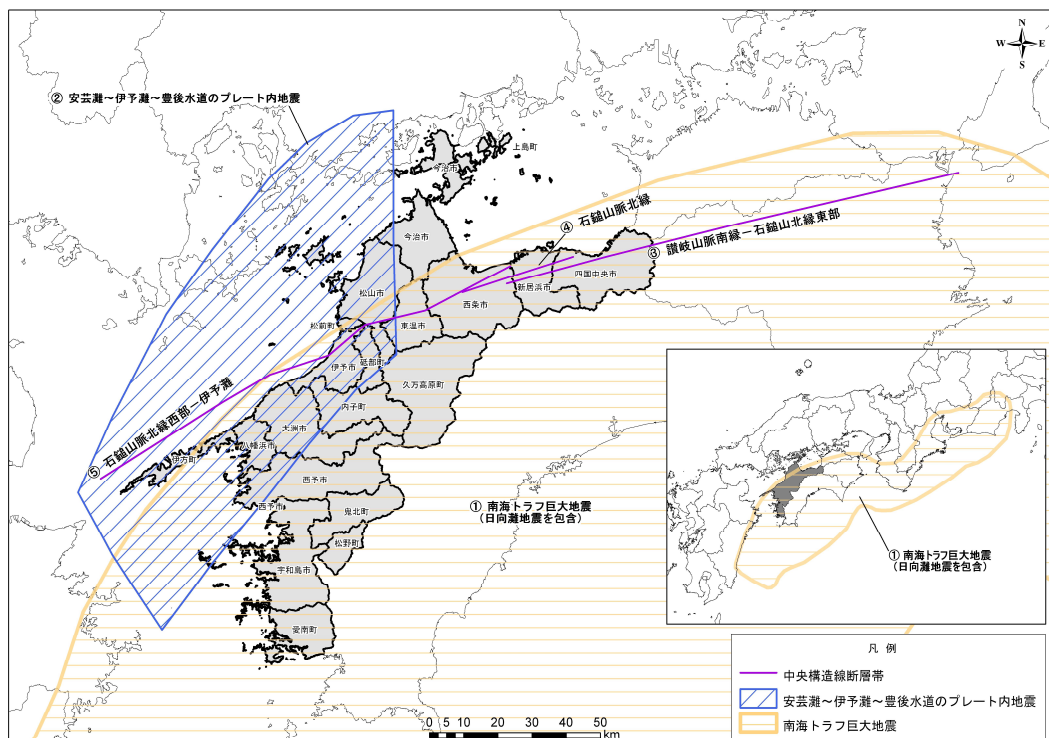 N
W
E
S
② 安芸灘～伊予灘～豊後水道のプレート内地震
上島町
今治市
今治市
④ 石鎚山脈北縁
③ 讃岐山脈南縁－石鎚山北縁東部
四国中央市
新居浜市
西条市
松山市
松前町
東温市
砥部町
伊予市
久万高原町
内子町
⑤ 石鎚山脈北縁西部－伊予灘
大洲市
八幡浜市
伊方町
西予市
西予市
鬼北町
松野町
宇和島市
愛南町
① 南海トラフ巨大地震
（日向灘地震を包含）
① 南海トラフ巨大地震
（日向灘地震を包含）
凡 例
中央構造線断層帯
安芸灘～伊予灘～豊後水道のプレート内地震
南海トラフ巨大地震
0 5 10 20 30 40 50
km